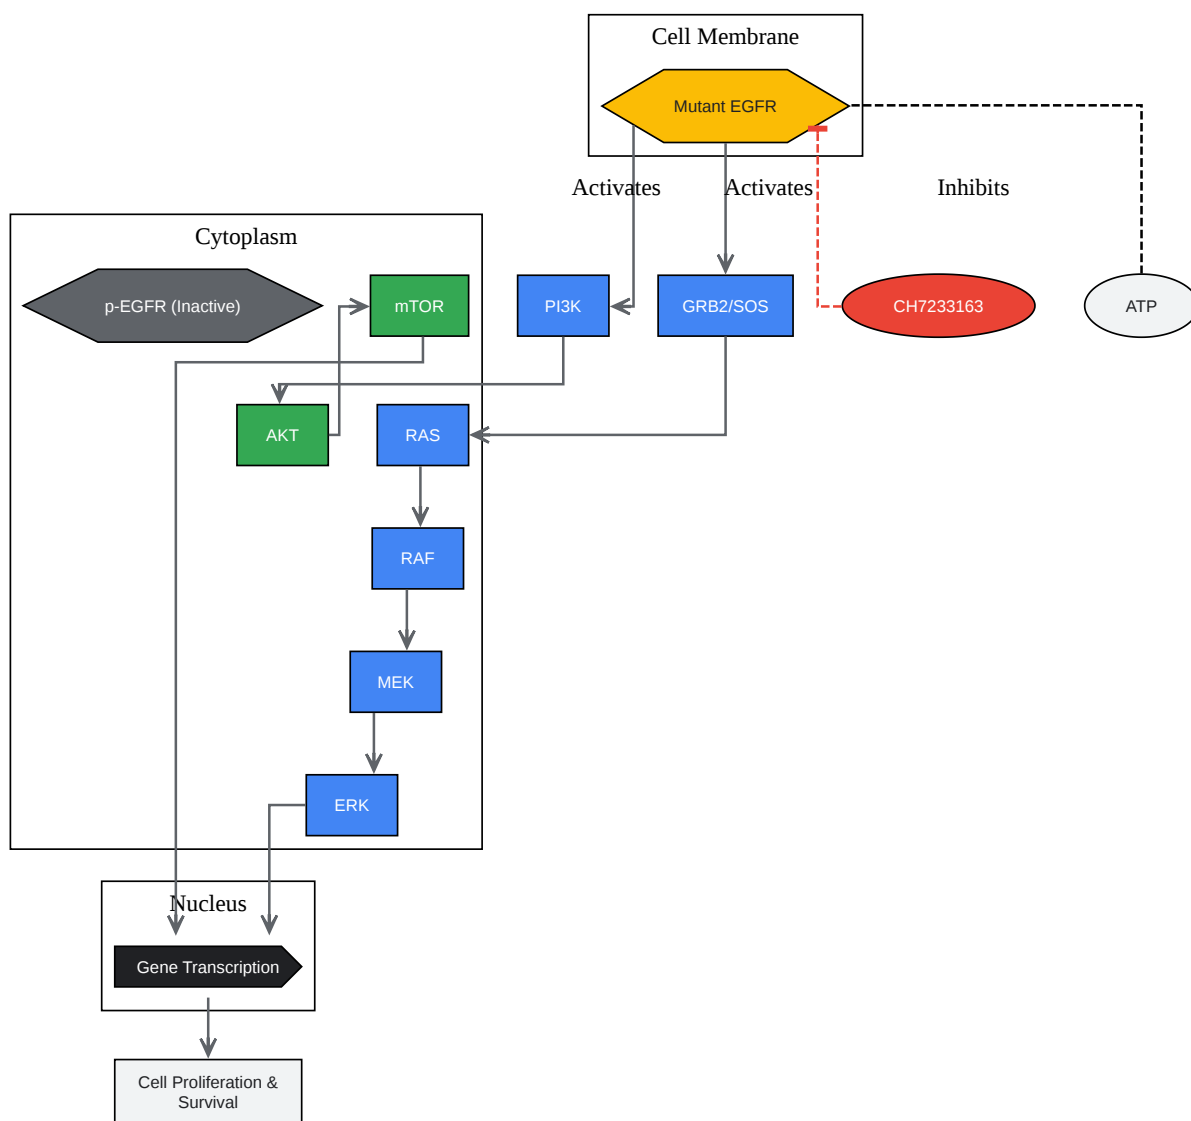 Cell Membrane
Mutant EGFR
Activates
Activates
Inhibits
Cytoplasm
p-EGFR (Inactive)
mTOR
PI3K
GRB2/SOS
CH7233163
ATP
AKT
RAS
RAF
MEK
ERK
Nucleus
Gene Transcription
Cell Proliferation &
Survival